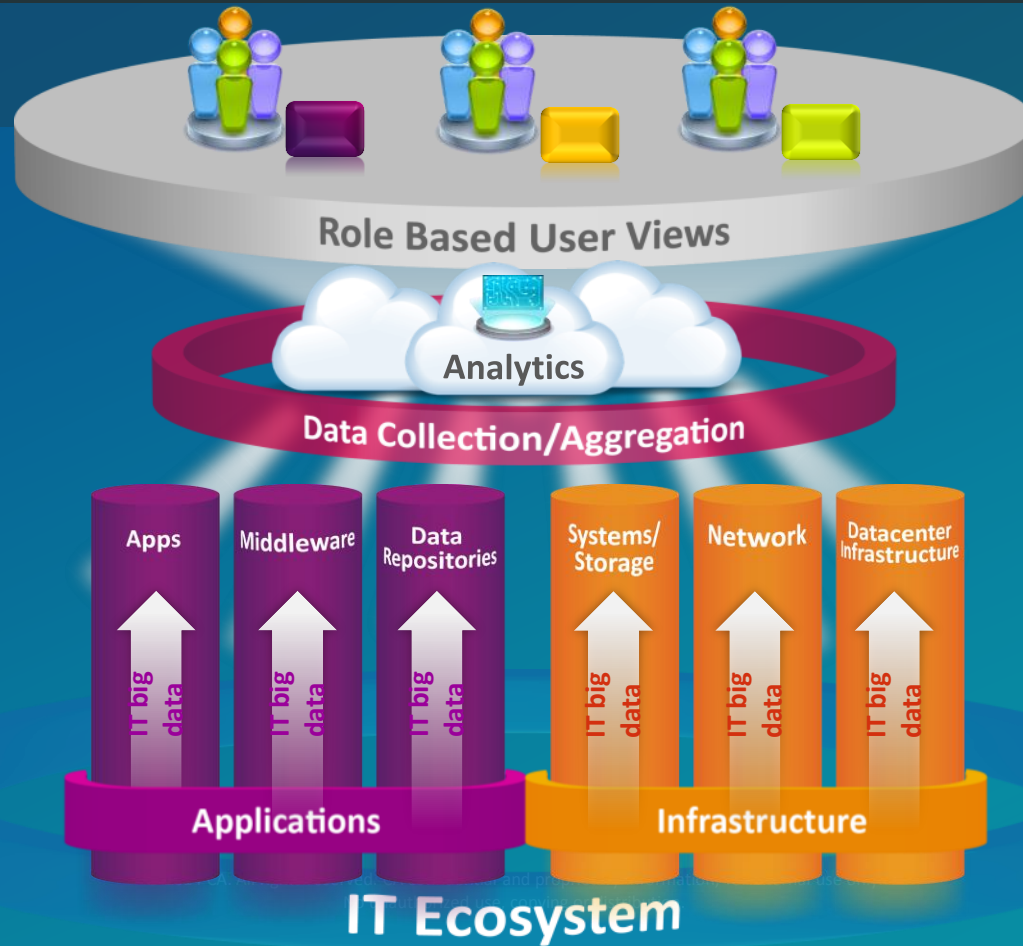 Role Based User Views
Analytics
Data Collection/Aggregation
Apps
Middleware
Data
Repositories
Systems/
Storage
Network
Datacenter
Infrastructure
IT big
data
IT big
data
IT big
data
IT big
data
IT big
data
IT big
data
Applications
Infrastructure
IT Ecosystem